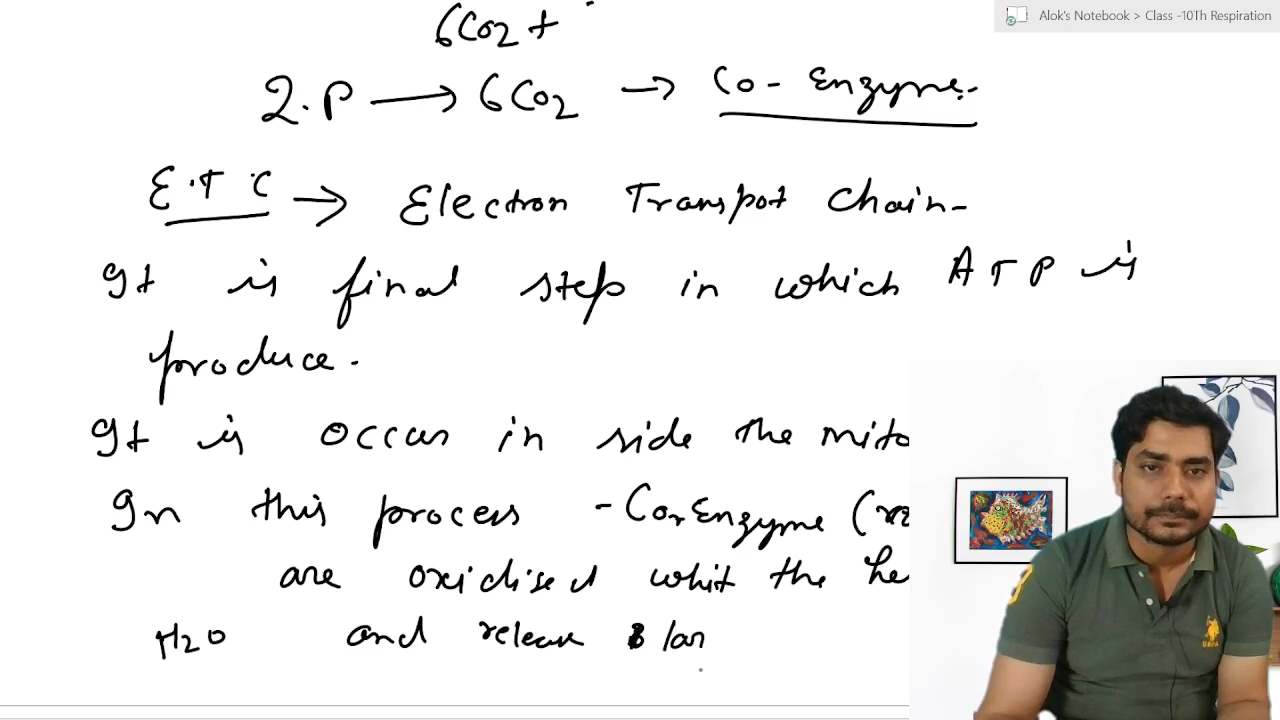 Alok's Notebook > Class -10Th Respiration
6CO2 +
2.P → 6CO2 → Co-Enzyme.
E.T.C → Electron Transpot Chain-
It is final step in which ATP is
produce.
It is occur in side the mito
In this process - Co-Enzyme (
are oxidised whit the he
H2O and release lar